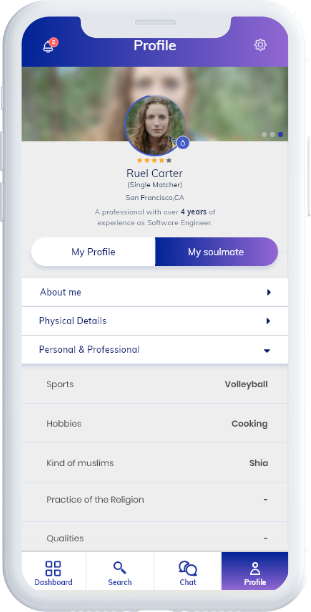 2
Profile
Ruel Carter
(Single Matcher)
San Francisco,CA
A professional with over 4 years of
experience as Software Engineer.
My Profile
My soulmate
About me
Physical Details
Personal & Professional
Sports Volleyball
Hobbies Cooking
Kind of muslims Shia
Practice of the Religion -
Qualities -
Dashboard Search Chat Profile